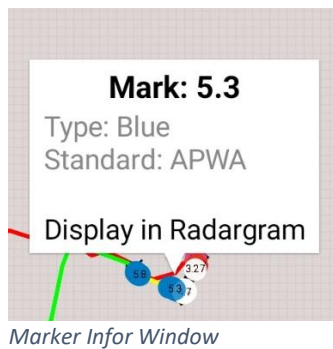 Mark: 5.3
Type: Blue
Standard: APWA
Display in Radargram
5.8
3.27
5.3
7
Marker Infor Window